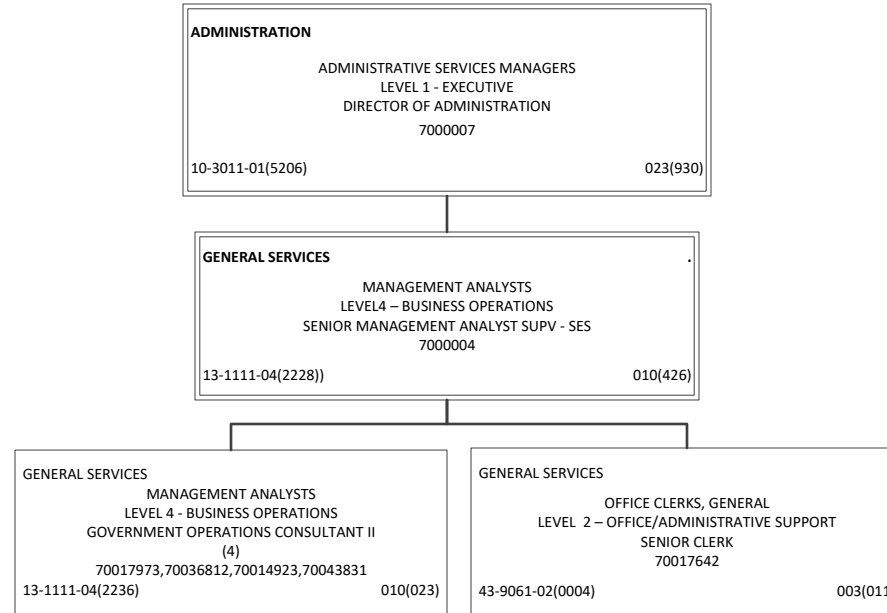 ADMINISTRATION
ADMINISTRATIVE SERVICES MANAGERS
LEVEL 1 - EXECUTIVE
DIRECTOR OF ADMINISTRATION
7000007
10-3011-01(5206) 023(930)
GENERAL SERVICES .
MANAGEMENT ANALYSTS
LEVEL4 – BUSINESS OPERATIONS
SENIOR MANAGEMENT ANALYST SUPV - SES
7000004
13-1111-04(2228)) 010(426)
GENERAL SERVICES
MANAGEMENT ANALYSTS
LEVEL 4 - BUSINESS OPERATIONS
GOVERNMENT OPERATIONS CONSULTANT II
(4)
70017973,70036812,70014923,70043831
13-1111-04(2236) 010(023)
GENERAL SERVICES
OFFICE CLERKS, GENERAL
LEVEL 2 – OFFICE/ADMINISTRATIVE SUPPORT
SENIOR CLERK
70017642
43-9061-02(0004) 003(011